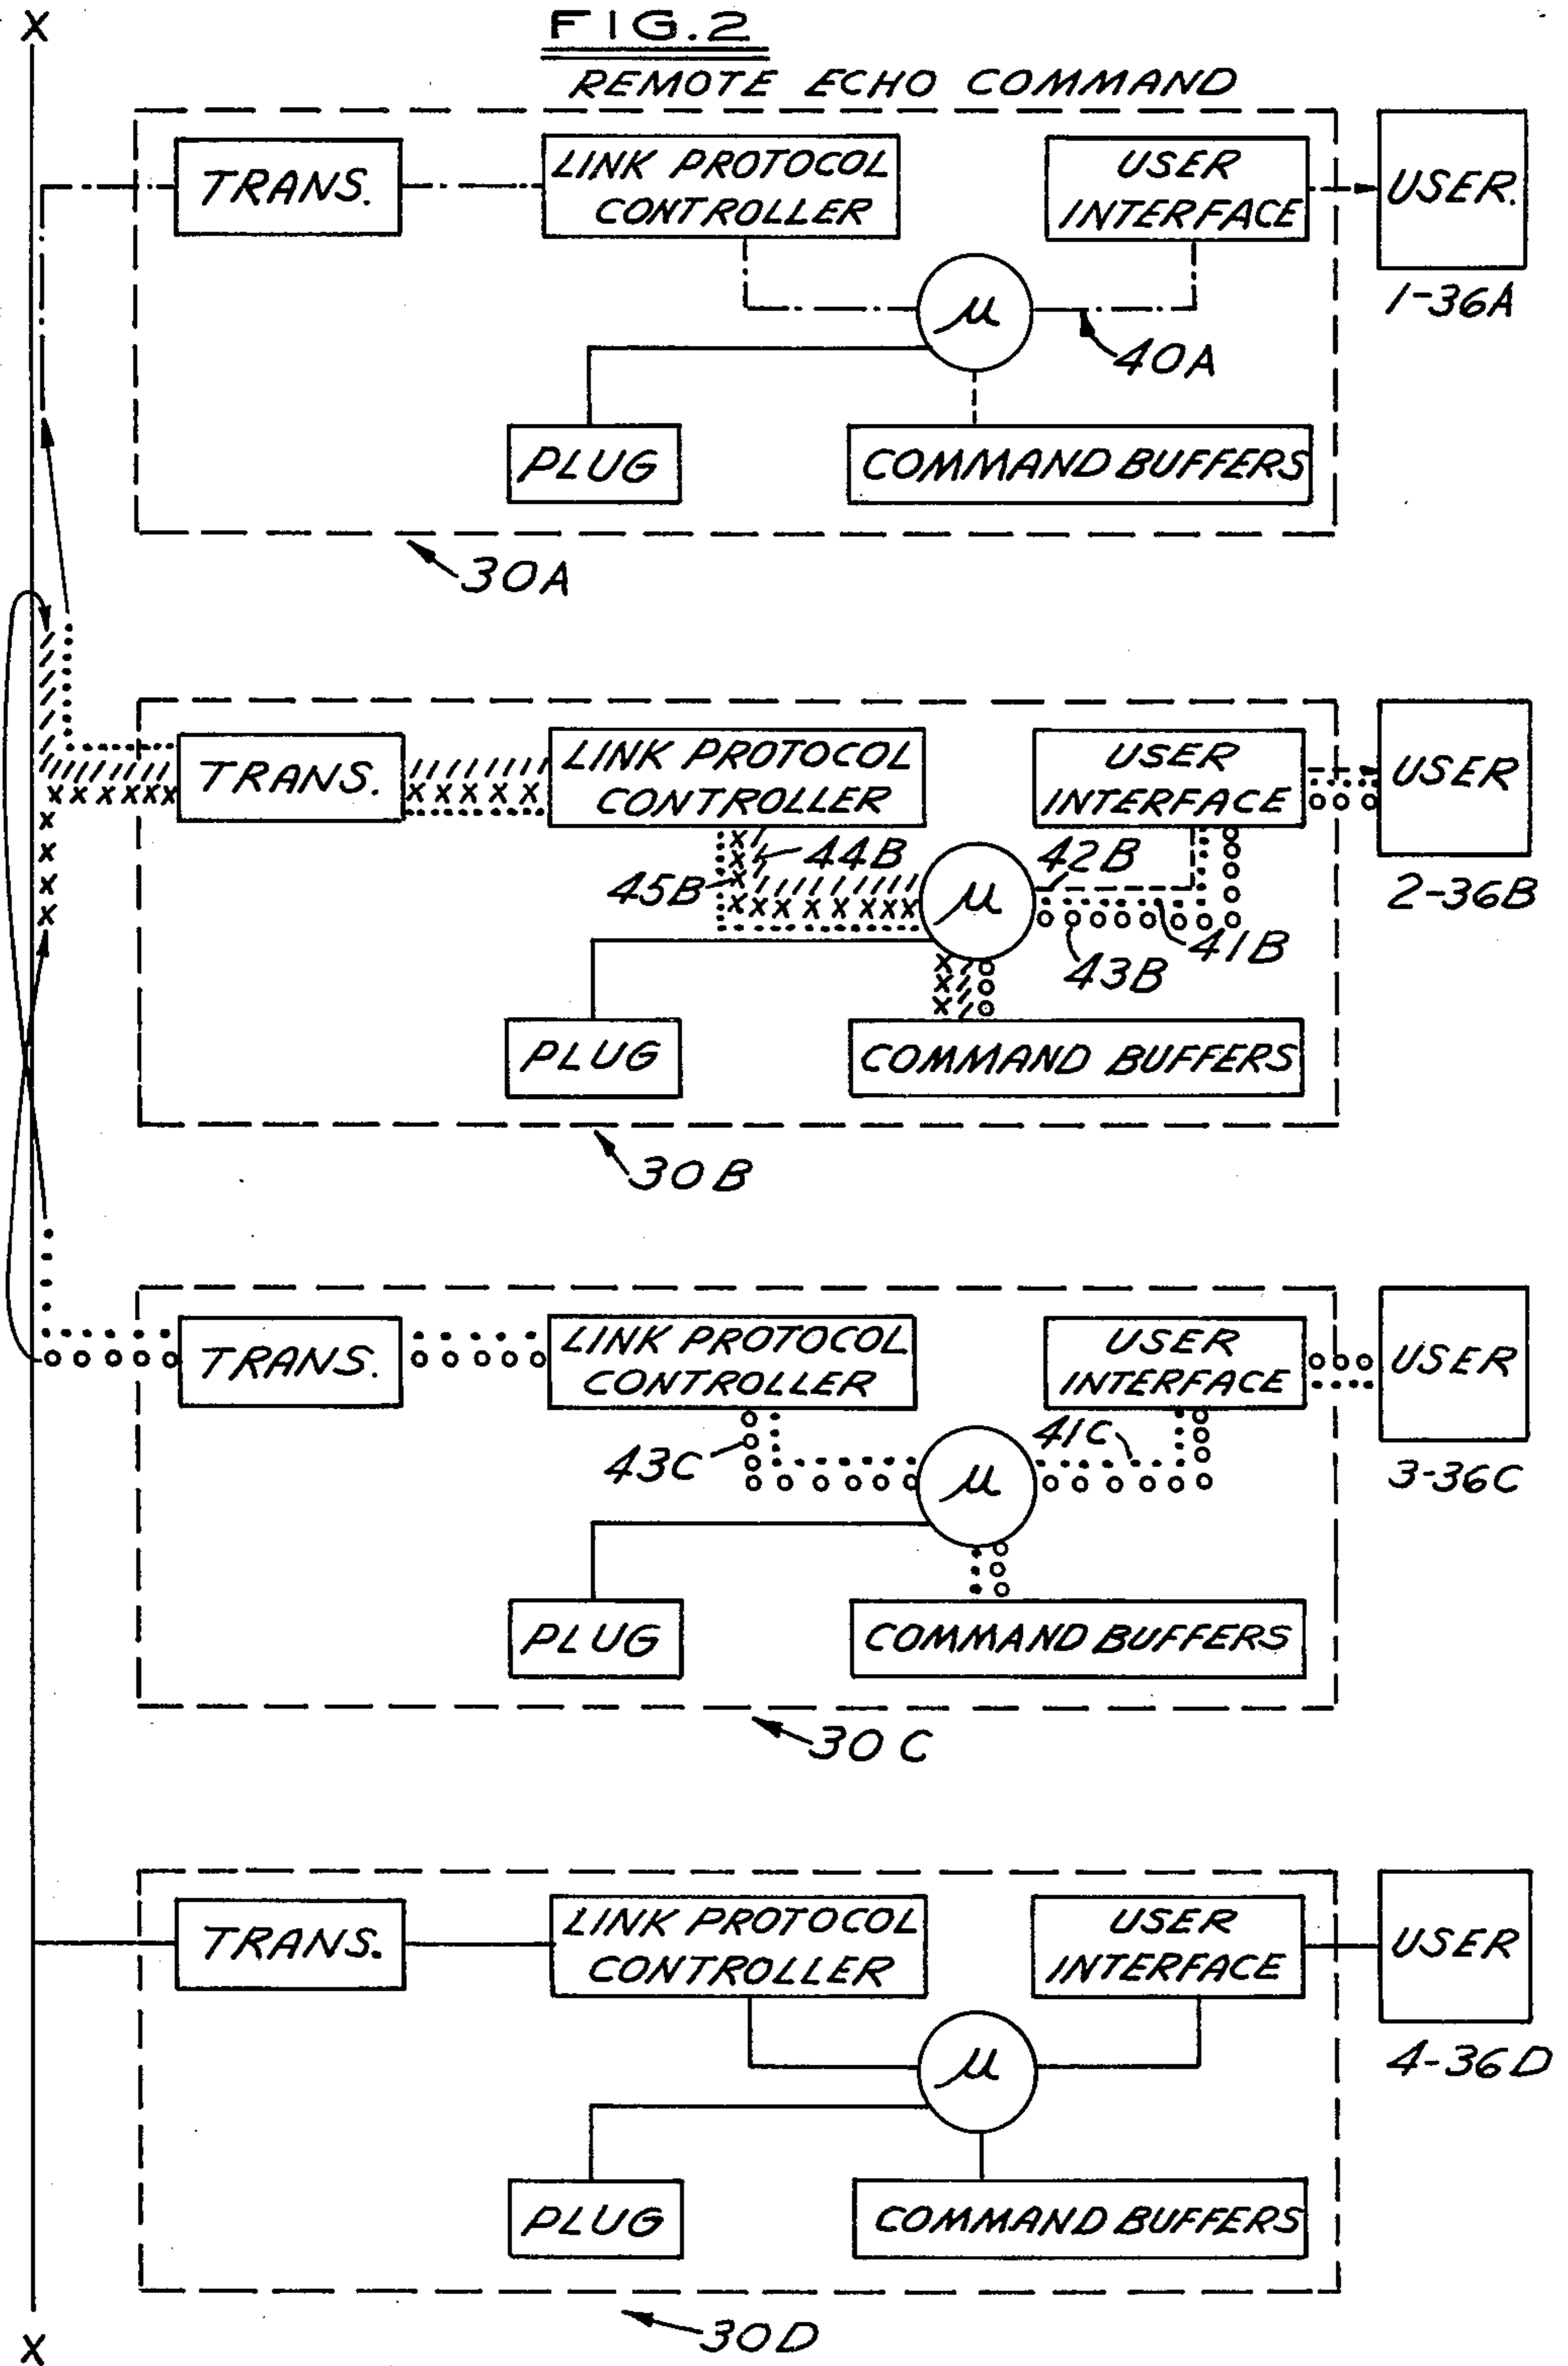 X
FIG.2
REMOTE ECHO COMMAND
TRANS.
LINK PROTOCOL
CONTROLLER
USER
INTERFACE
USER.
1-36A
µ
40A
PLUG
COMMAND BUFFERS
30A
TRANS.
LINK PROTOCOL
CONTROLLER
USER
INTERFACE
USER
2-36B
44B
45B
µ
42B
41B
43B
PLUG
COMMAND BUFFERS
30B
TRANS.
LINK PROTOCOL
CONTROLLER
USER
INTERFACE
USER
3-36C
43C
µ
41C
PLUG
COMMAND BUFFERS
30C
TRANS.
LINK PROTOCOL
CONTROLLER
USER
INTERFACE
USER
4-36D
µ
PLUG
COMMAND BUFFERS
30D
X